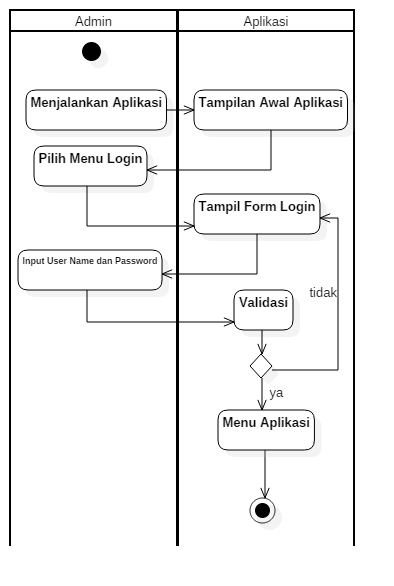 Admin
Aplikasi
Menjalankan Aplikasi
Tampilan Awal Aplikasi
Pilih Menu Login
Tampil Form Login
Input User Name dan Password
Validasi
tidak
ya
Menu Aplikasi